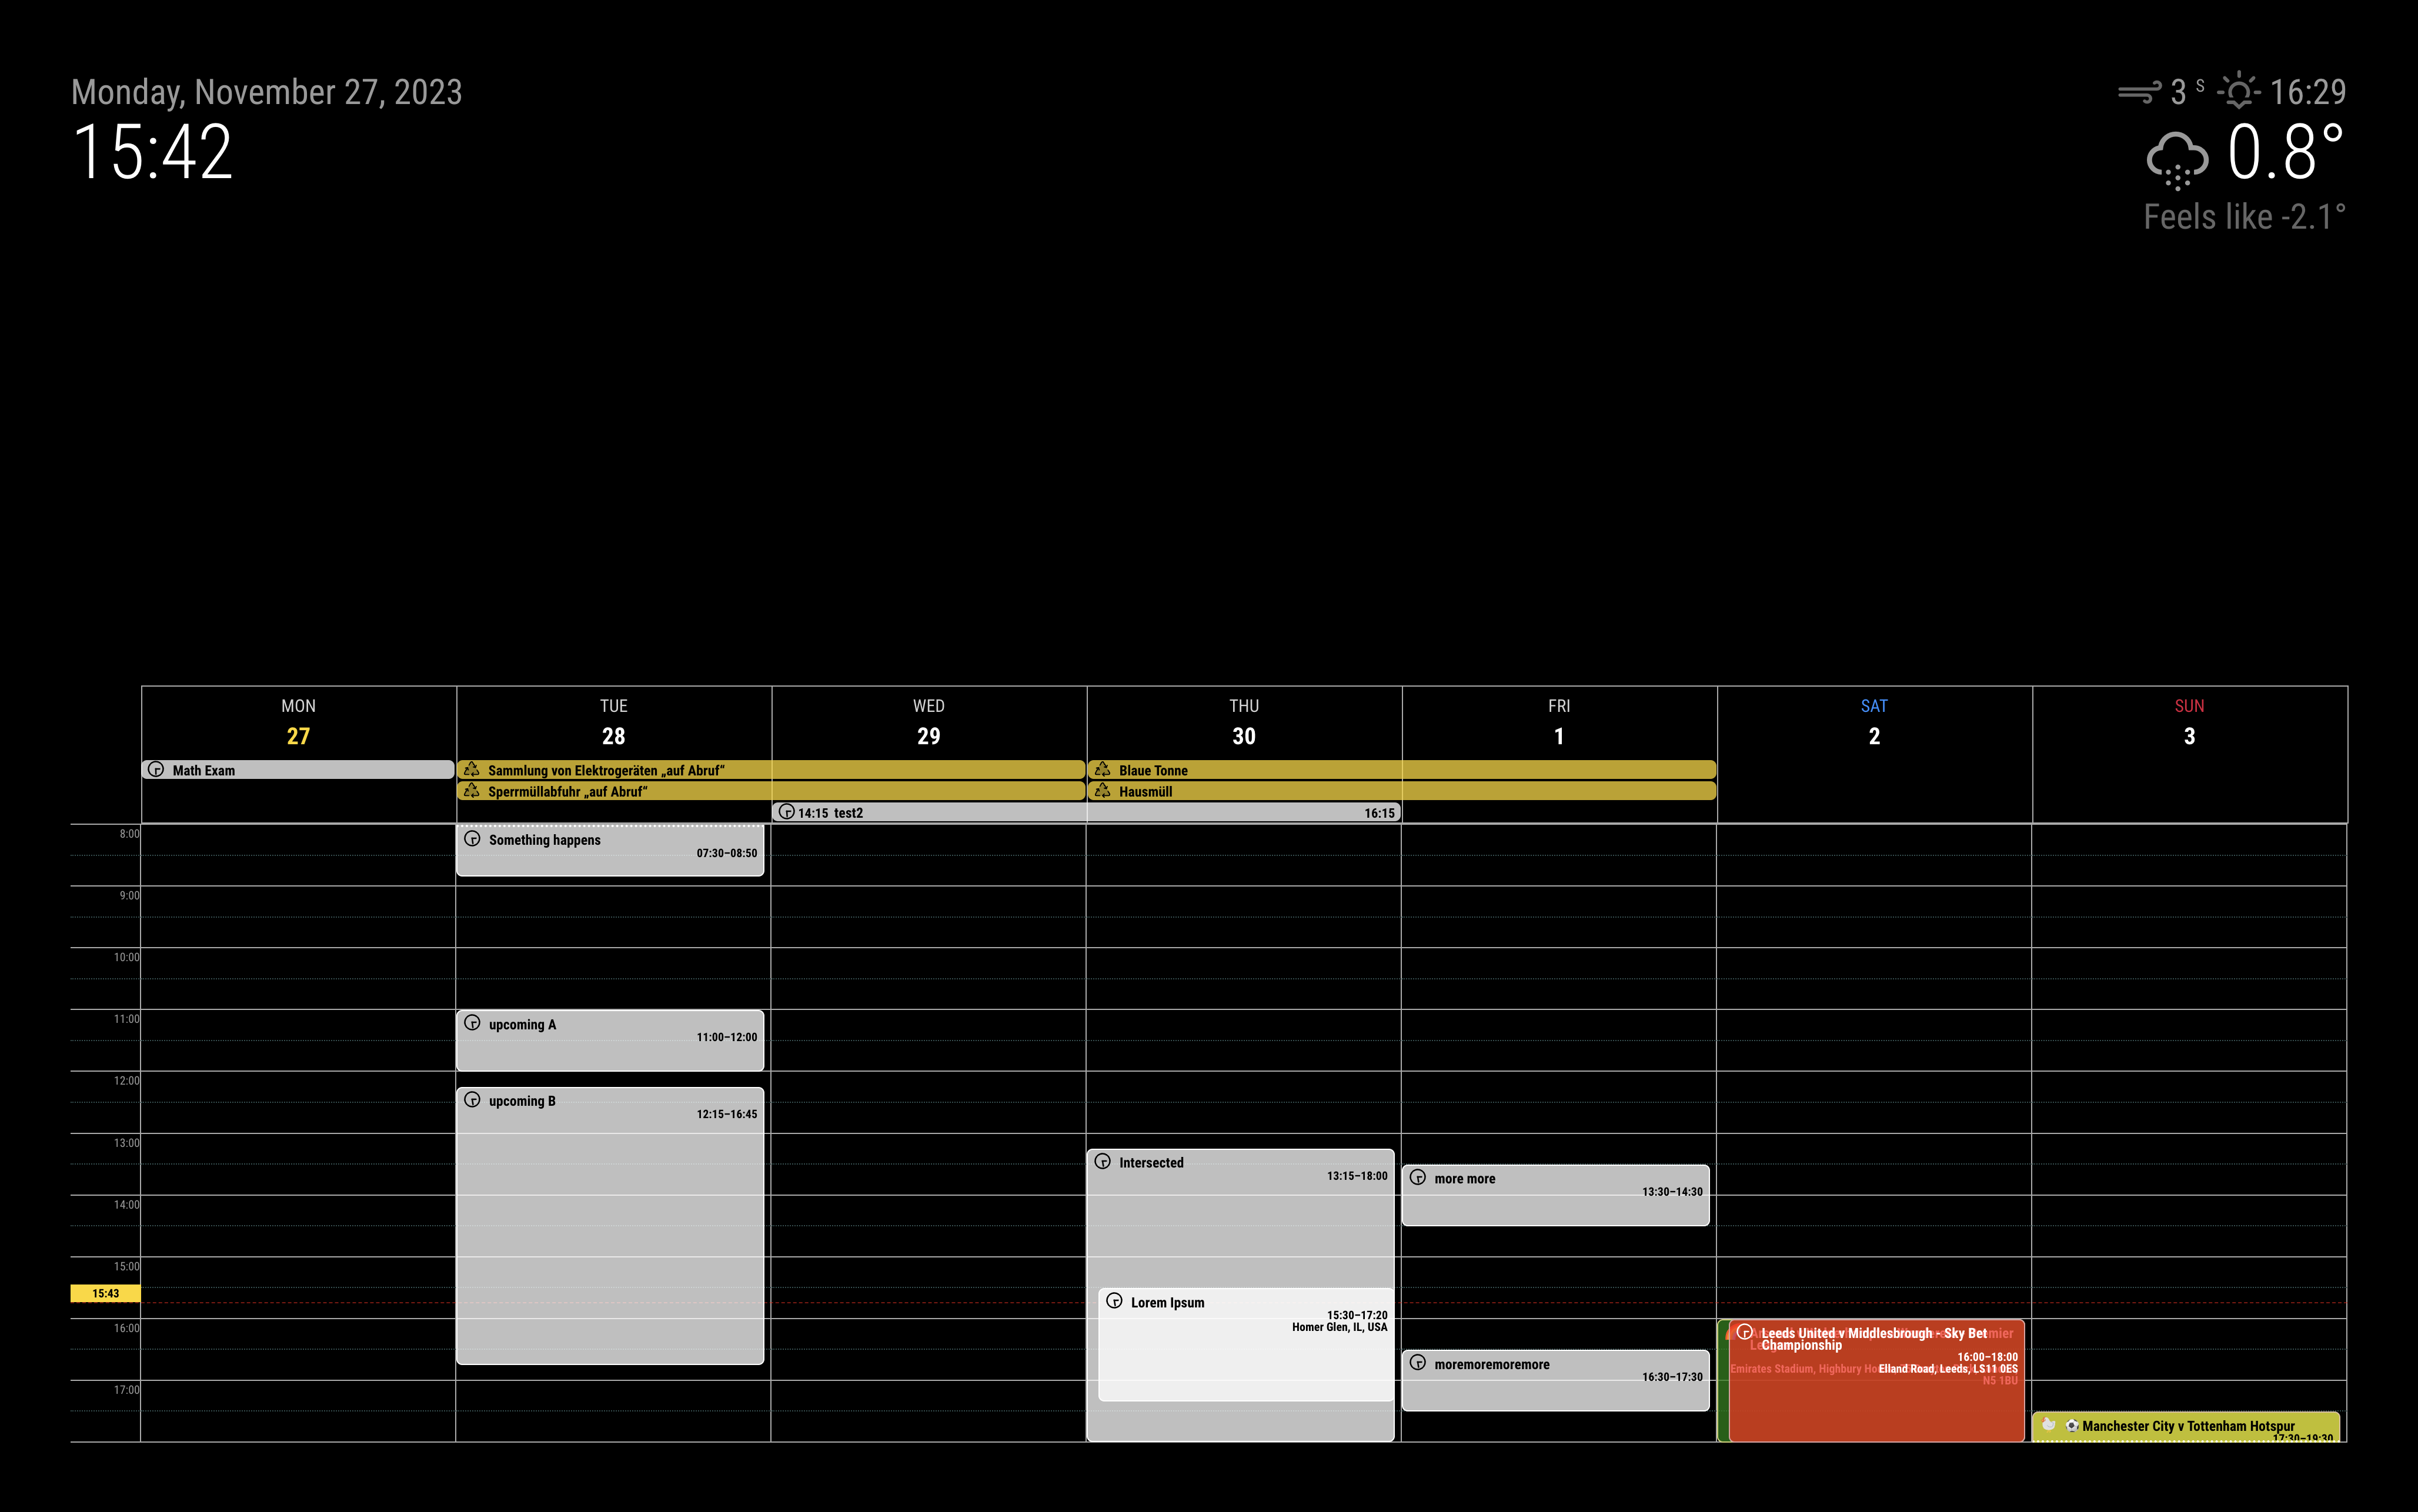 Monday, November 27, 2023
15:42
3 S 16:29
0.8°
Feels like -2.1°
MON TUE WED THU FRI SAT SUN
27 28 29 30 1 2 3
Math Exam
Sammlung von Elektrogeräten „auf Abruf“
Blaue Tonne
Sperrmüllabfuhr „auf Abruf“
Hausmüll
14:15 test2 16:15
8:00
Something happens
07:30–08:50
9:00
10:00
11:00
upcoming A
11:00–12:00
12:00
upcoming B
12:15–16:45
13:00
Intersected
13:15–18:00
more more
13:30–14:30
14:00
15:00
15:43
Lorem Ipsum
15:30–17:20
Homer Glen, IL, USA
16:00
Leeds United v Middlesbrough - Sky Bet
Championship
16:00–18:00
Elland Road, Leeds, LS11 0ES
Emirates Stadium, Highbury
N5 1BU
moremoremoremore
16:30–17:30
17:00
Manchester City v Tottenham Hotspur
17:30–19:30